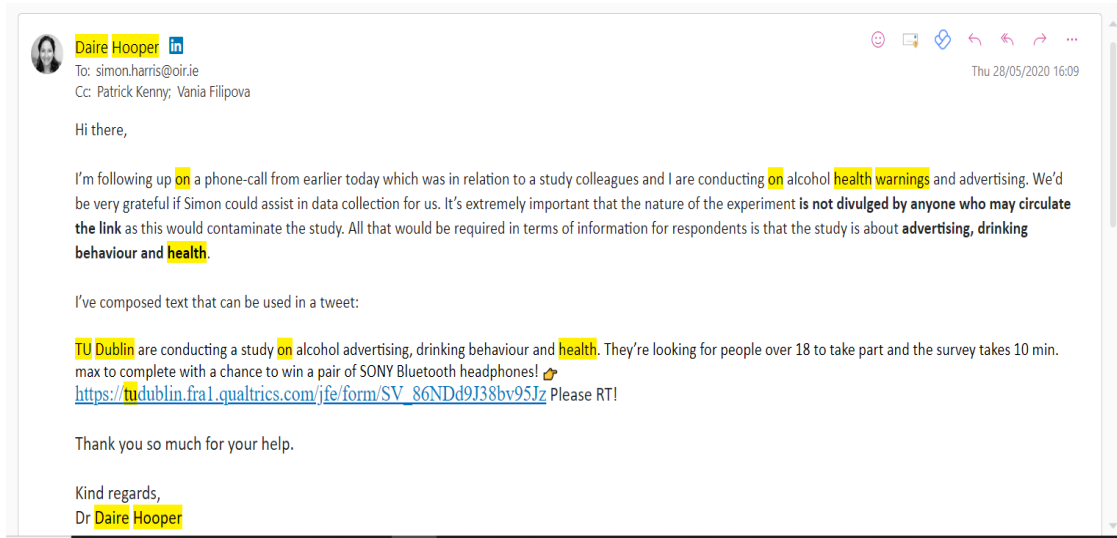 Daire Hooper in
To: simon.harris@oir.ie
Thu 28/05/2020 16:09
Cc: Patrick Kenny; Vania Filipova
Hi there,
I'm following up on a phone-call from earlier today which was in relation to a study colleagues and I are conducting on alcohol health warnings and advertising. We'd
be very grateful if Simon could assist in data collection for us. It's extremely important that the nature of the experiment is not divulged by anyone who may circulate
the link as this would contaminate the study. All that would be required in terms of information for respondents is that the study is about advertising, drinking
behaviour and health.
I've composed text that can be used in a tweet:
TU Dublin are conducting a study on alcohol advertising, drinking behaviour and health. They're looking for people over 18 to take part and the survey takes 10 min.
max to complete with a chance to win a pair of SONY Bluetooth headphones! 👉
https://tudublin.fra1.qualtrics.com/jfe/form/SV_86NDd9J38bv95Jz Please RT!
Thank you so much for your help.
Kind regards,
Dr Daire Hooper